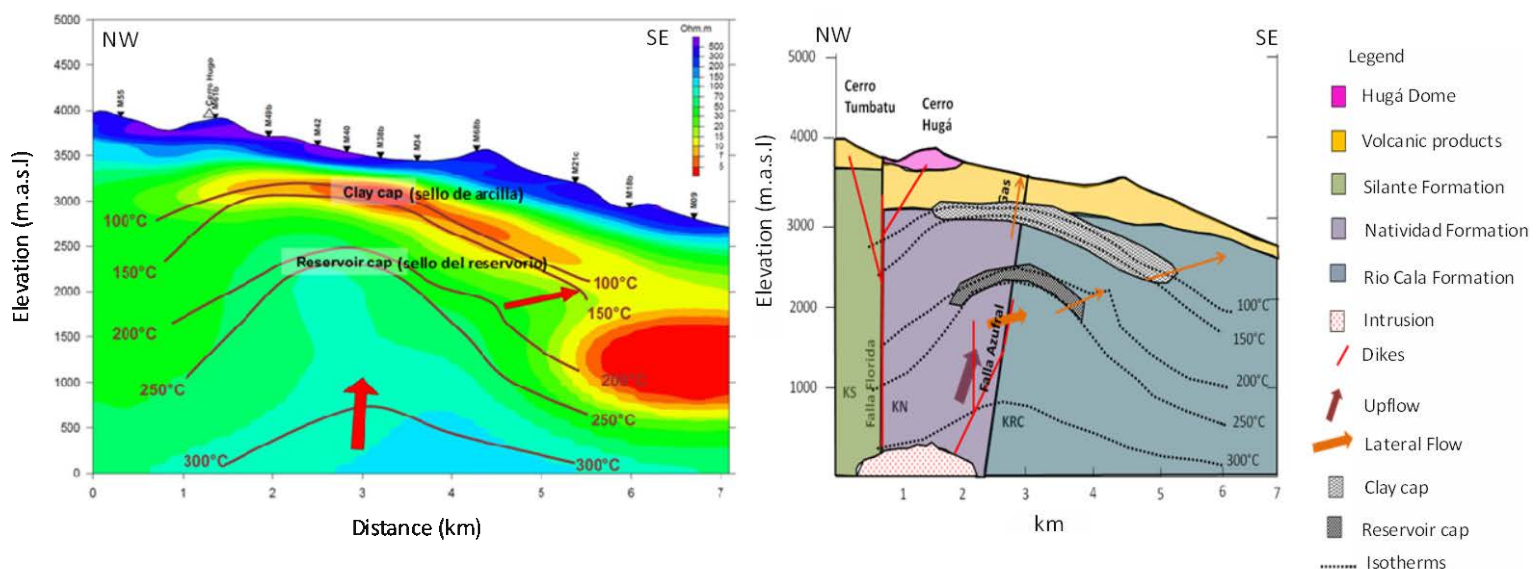 NW
SE
Ohm.m
500
300
200
150
100
70
50
30
20
15
10
7
5
5000
4500
4000
3500
3000
2500
2000
1500
1000
500
0
Elevation (m.a.s.l)
M55
Cerro Hugo
M49b
M42
M40
M38b
M34
M68b
M21c
M18b
M09
Clay cap (sello de arcilla)
Reservoir cap (sello del reservorio)
100°C
150°C
200°C
250°C
300°C
100°C
150°C
200°C
250°C
300°C
0
1
2
3
4
5
6
7
Distance (km)
NW
SE
5000
4000
3000
2000
1000
Elevation (m.a.s.l)
Cerro
Tumbatu
Cerro
Hugá
Gas
Falla Azufral
Falla Florida
KS
KN
KRC
100°C
150°C
200°C
250°C
300°C
1
2
3
4
5
6
7
km
Legend
Hugá Dome
Volcanic products
Silante Formation
Natividad Formation
Rio Cala Formation
Intrusion
Dikes
Upflow
Lateral Flow
Clay cap
Reservoir cap
Isotherms